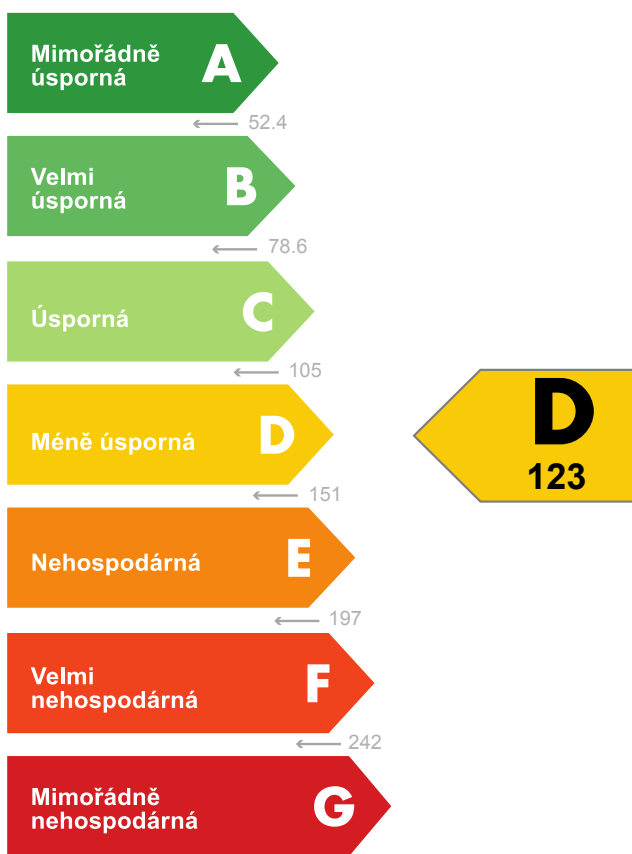 Mimořádně
úsporná
A
← 52.4
Velmi
úsporná
B
← 78.6
Úsporná
C
← 105
Méně úsporná
D
← 151
D
123
Nehospodárná
E
← 197
Velmi
nehospodárná
F
← 242
Mimořádně
nehospodárná
G